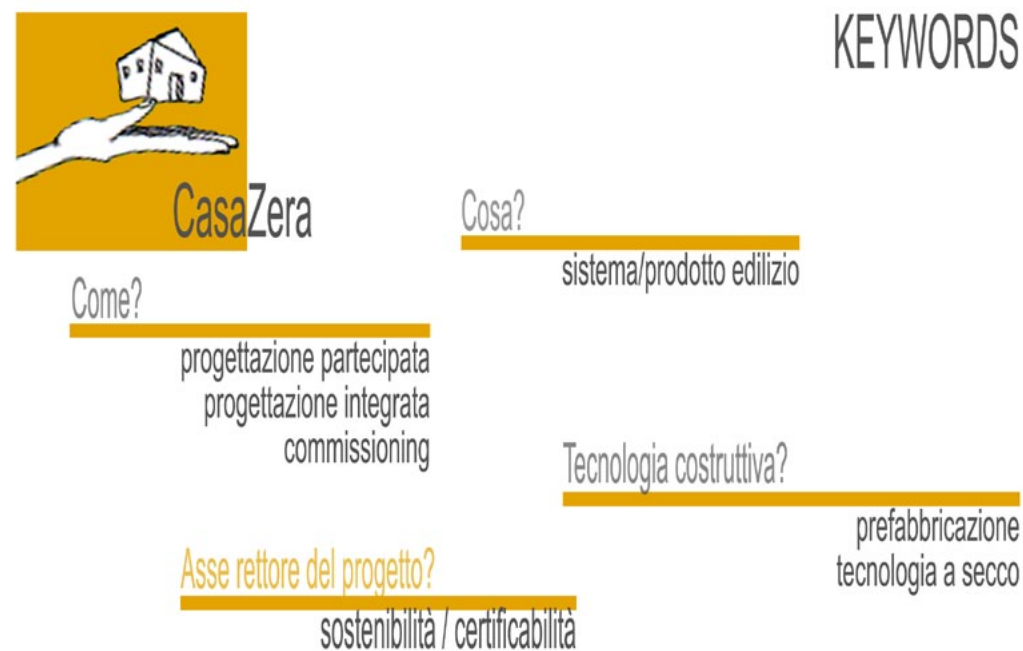 KEYWORDS
CasaZera
Cosa?
sistema/prodotto edilizio
Come?
progettazione partecipata
progettazione integrata
commissioning
Tecnologia costruttiva?
prefabbricazione
tecnologia a secco
Asse rettore del progetto?
sostenibilità / certificabilità